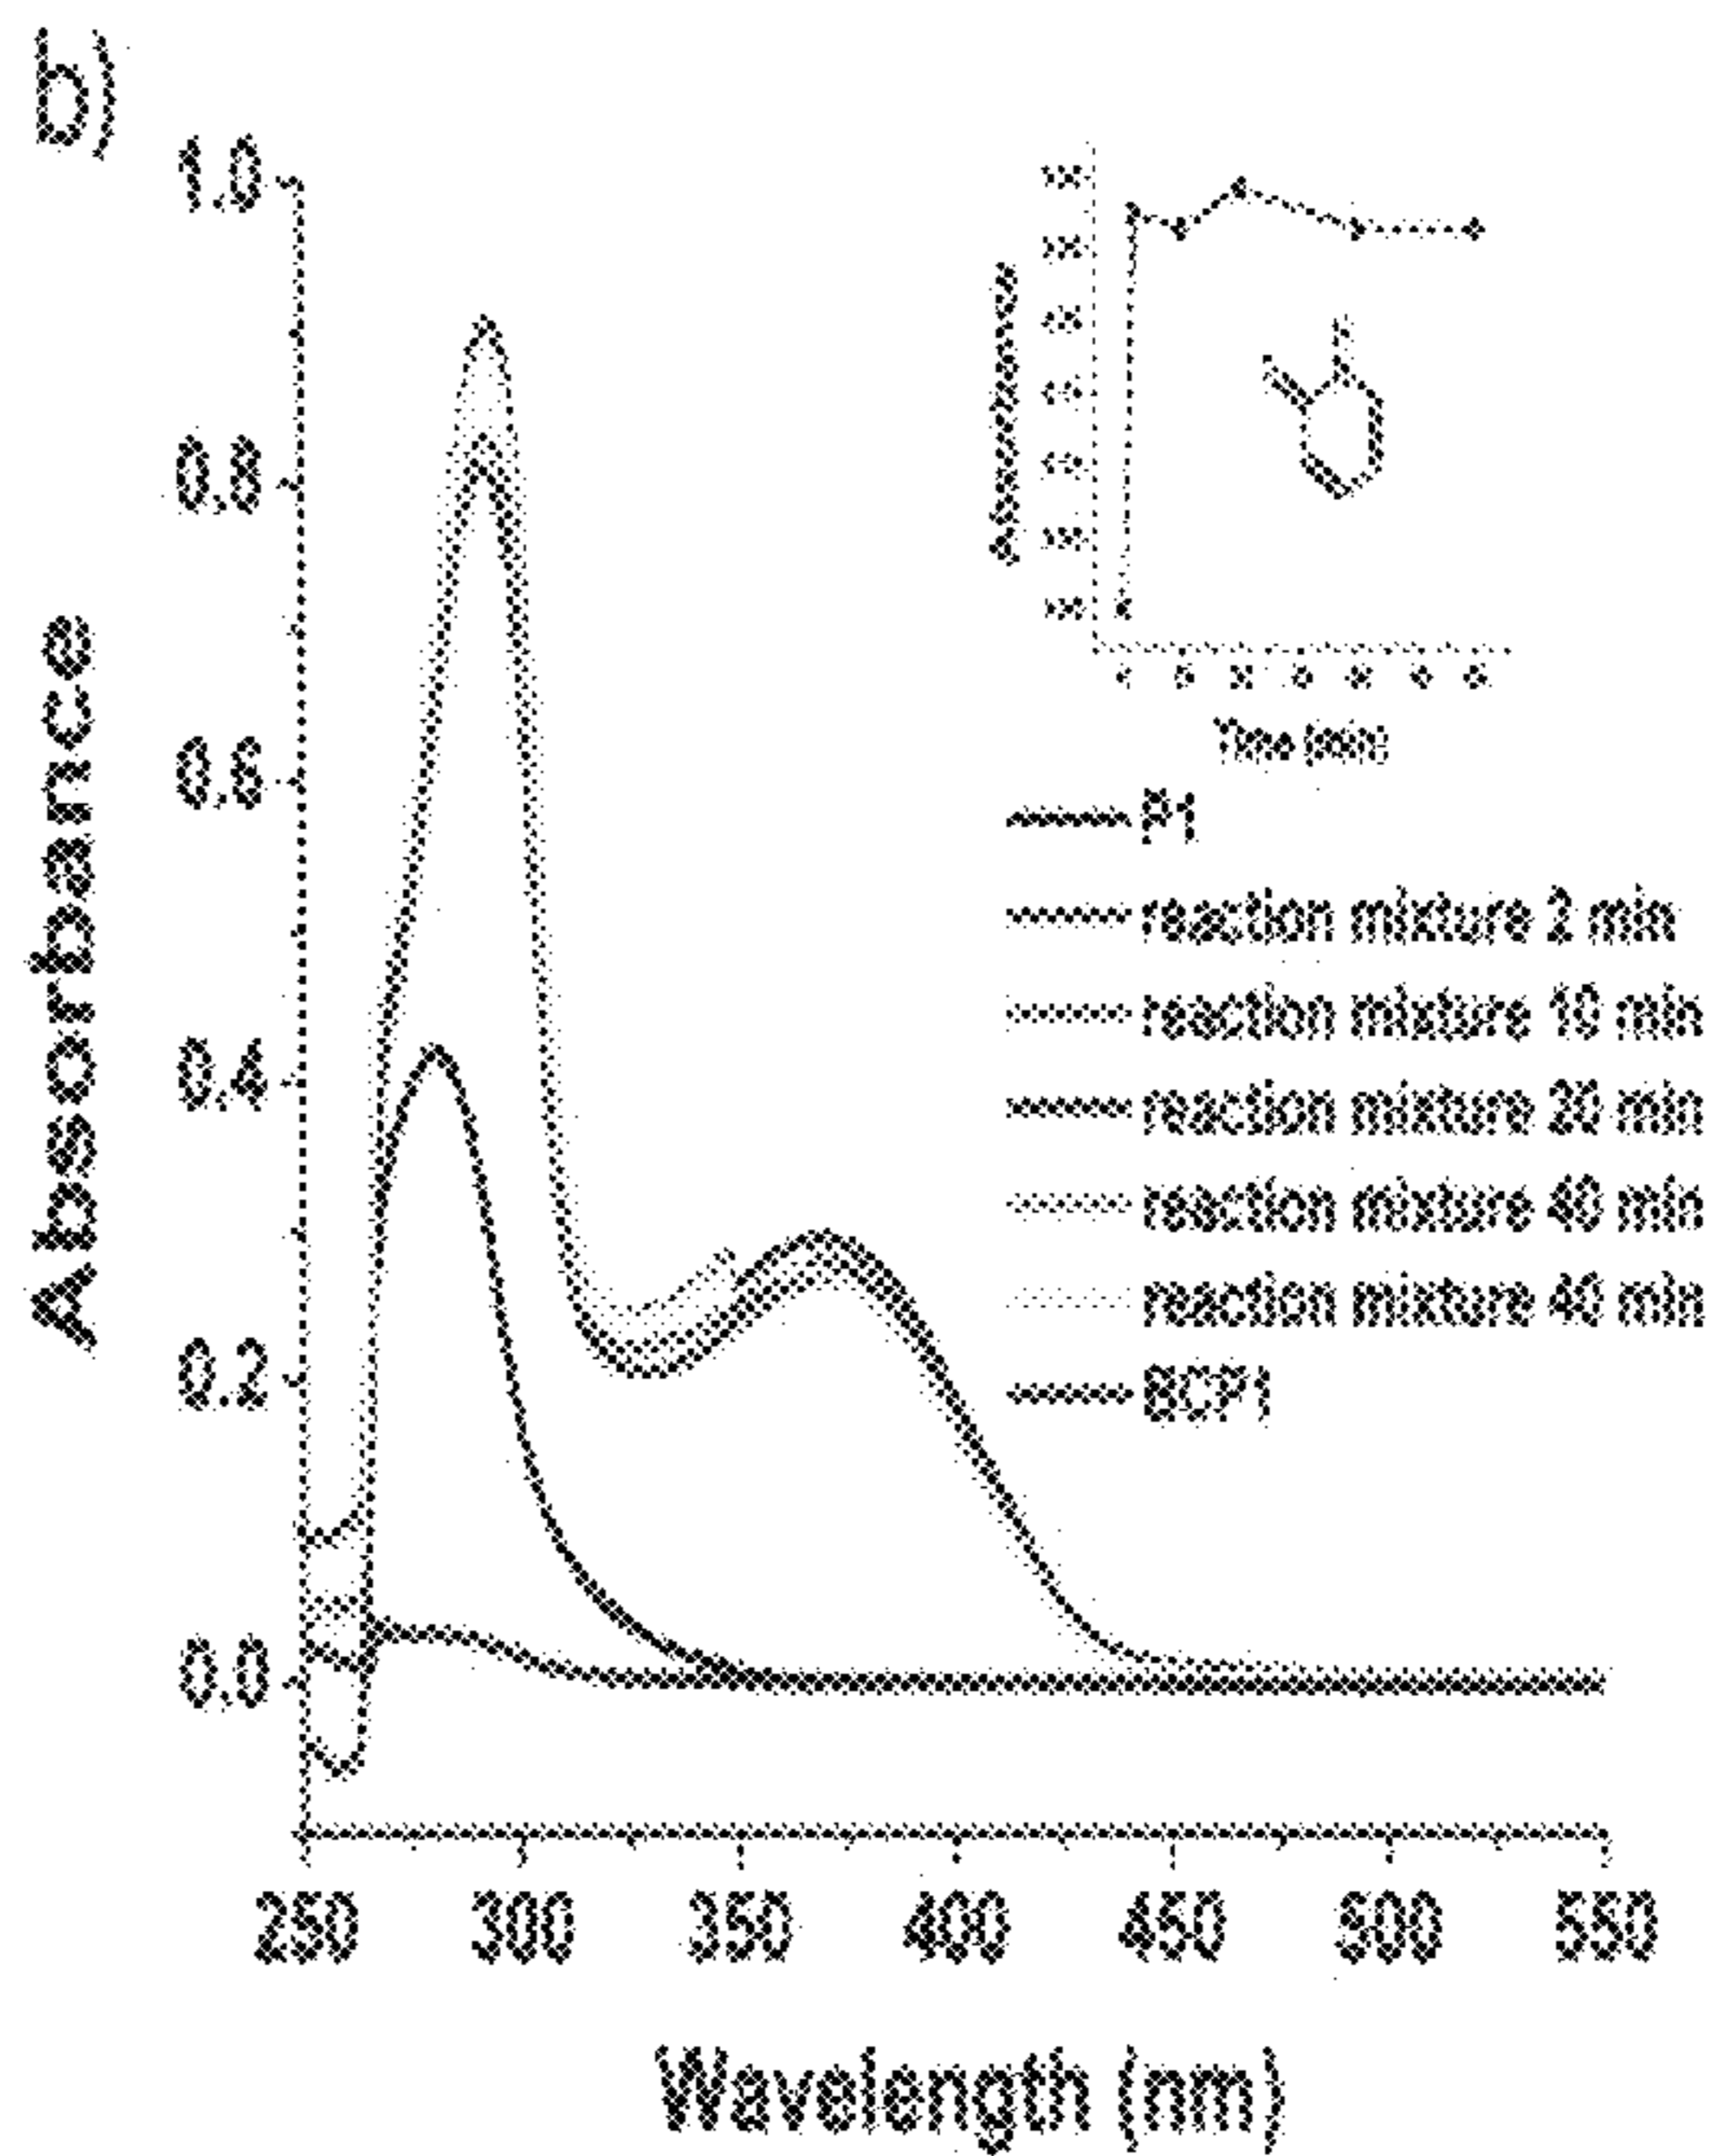 b)
1.0
0.8
0.6
0.4
0.2
0.0
Absorbance
250 300 350 400 450 500 550
Wavelength (nm)
Time (min)
P1
reaction mixture 2 min
reaction mixture 10 min
reaction mixture 20 min
reaction mixture 40 min
reaction mixture 40 min
BCP1